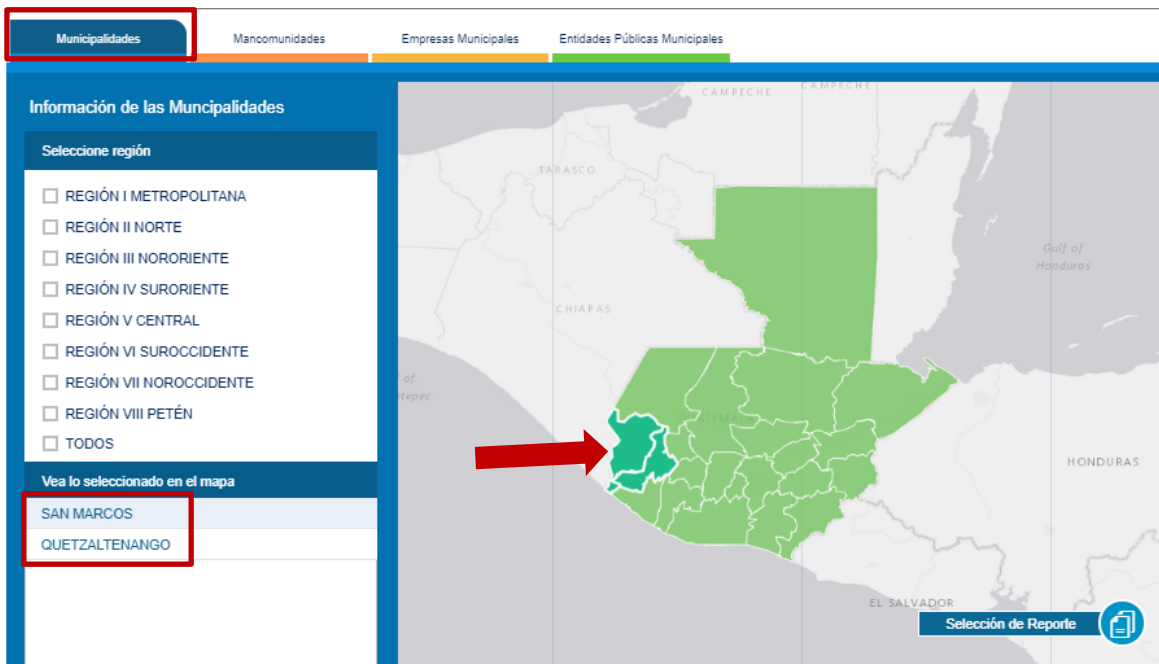 Municipalidades
Mancomunidades
Empresas Municipales
Entidades Públicas Municipales
Información de las Muncipalidades
Seleccione región
REGIÓN I METROPOLITANA
REGIÓN II NORTE
REGIÓN III NORORIENTE
REGIÓN IV SURORIENTE
REGIÓN V CENTRAL
REGIÓN VI SUROCCIDENTE
REGIÓN VII NOROCCIDENTE
REGIÓN VIII PETÉN
TODOS
Vea lo seleccionado en el mapa
SAN MARCOS
QUETZALTENANGO
CAMPECHE
CAMPECHE
TABASCO
Gulf of
Honduras
CHIAPAS
of
tepec
GUATEMALA
HONDURAS
EL SALVADOR
Selección de Reporte